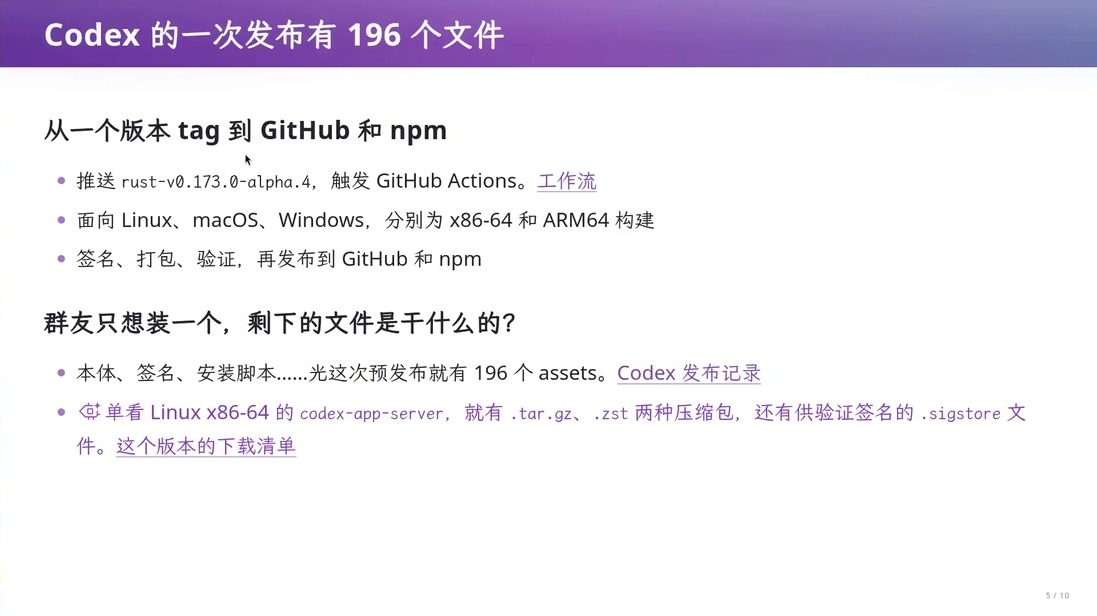 Codex 的一次发布有 196 个文件
从一个版本 tag 到 GitHub 和 npm
推送 rust-v0.173.0-alpha.4，触发 GitHub Actions。工作流
面向 Linux、macOS、Windows，分别为 x86-64 和 ARM64 构建
签名、打包、验证，再发布到 GitHub 和 npm
群友只想装一个，剩下的文件是干什么的？
本体、签名、安装脚本……光这次预发布就有 196 个 assets。Codex 发布记录
单看 Linux x86-64 的 codex-app-server，就有 .tar.gz、.zst 两种压缩包，还有供验证签名的 .sigstore 文
件。这个版本的下载清单
5 / 10